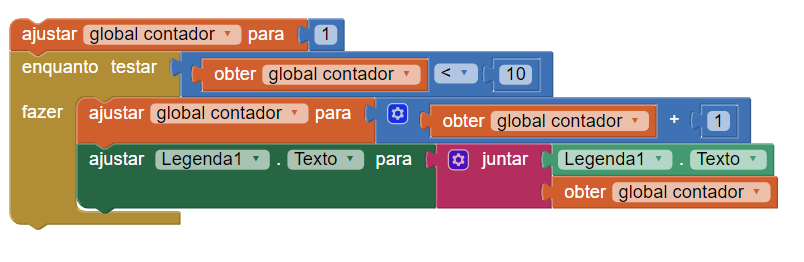 ajustar global contador para 1
enquanto testar obter global contador < 10
fazer ajustar global contador para obter global contador + 1
ajustar Legenda1 . Texto para juntar Legenda1 . Texto
obter global contador